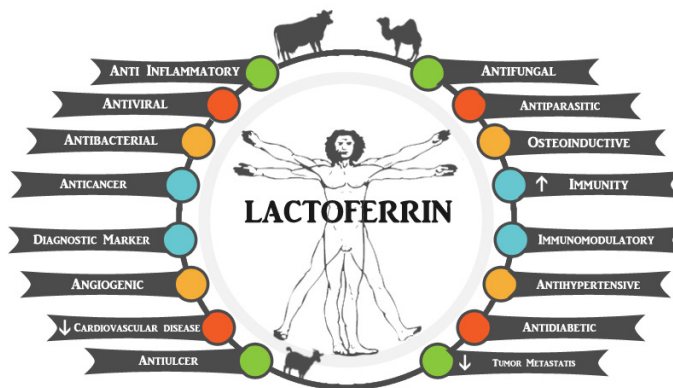 Anti Inflammatory
Antiviral
Antibacterial
Anticancer
Diagnostic Marker
Angiogenic
↓ Cardiovascular disease
Antiulcer
LACTOFERRIN
Antifungal
Antiparasitic
Osteoinductive
↑ Immunity
Immunomodulatory
Antihypertensive
Antidiabetic
↓ Tumor Metastatis